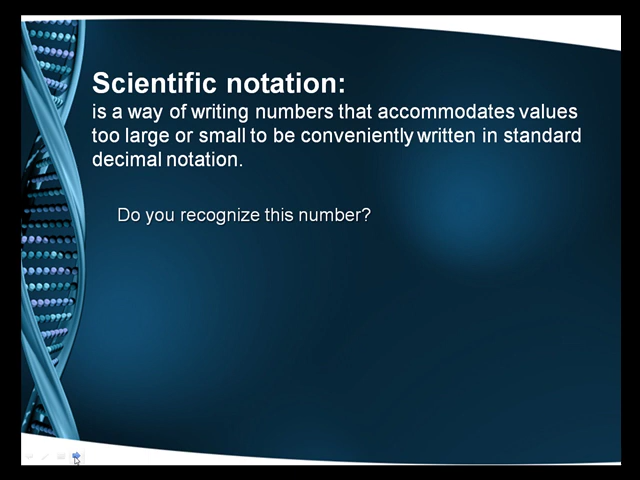 Scientific notation:
is a way of writing numbers that accommodates values
too large or small to be conveniently written in standard
decimal notation.
Do you recognize this number?